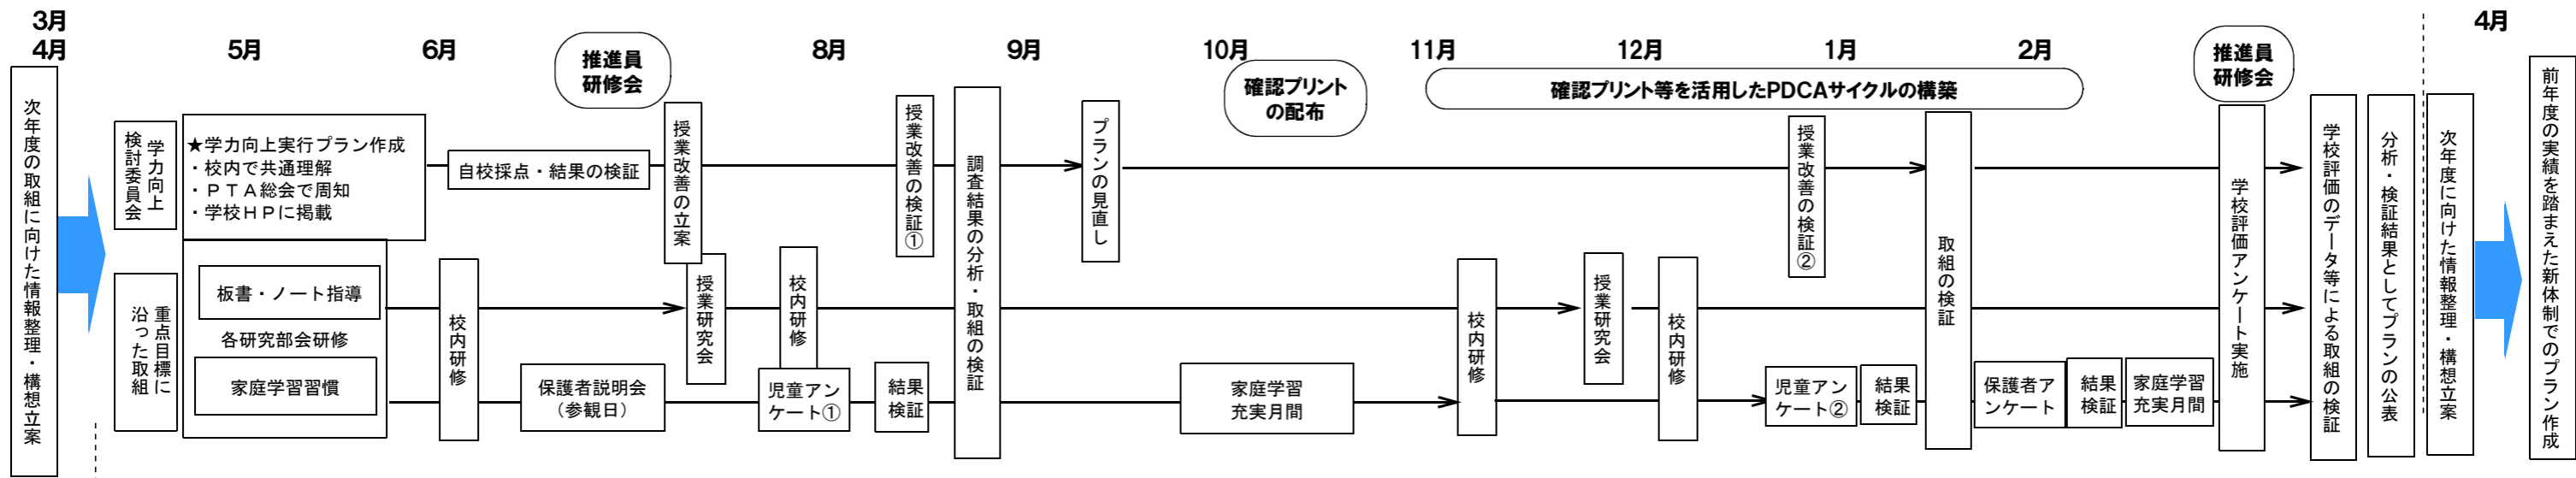 3月
4月
5月
6月
推進員
研修会
8月
9月
10月
確認プリント
の配布
11月
12月
1月
2月
確認プリント等を活用したPDCAサイクルの構築
推進員
研修会
4月
次年度の取組に向けた情報整理・構想立案
学力向上
検討委員会
★学力向上実行プラン作成
・校内で共通理解
・ＰＴＡ総会で周知
・学校ＨＰに掲載
自校採点・結果の検証
授業改善の立案
授業改善の検証①
調査結果の分析・取組の検証
プランの見直し
授業改善の検証②
取組の検証
学校評価アンケート実施
学校評価のデータ等による取組の検証
分析・検証結果としてプランの公表
次年度に向けた情報整理・構想立案
前年度の実績を踏まえた新体制でのプラン作成
重点目標に
沿った取組
板書・ノート指導
各研究部会研修
家庭学習習慣
校内研修
保護者説明会
（参観日）
授業研究会
校内研修
児童アン
ケート①
結果
検証
家庭学習
充実月間
校内研修
授業研究会
校内研修
児童アン
ケート②
結果
検証
保護者ア
ンケート
結果
検証
家庭学習
充実月間